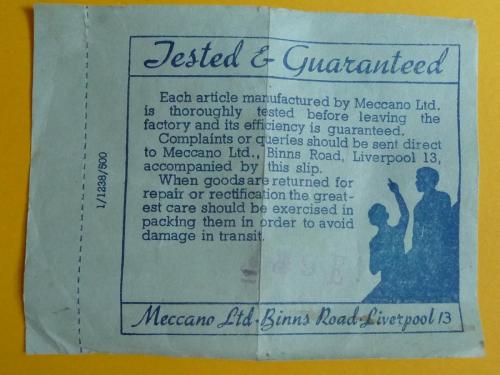 Tested & Guaranteed
Each article manufactured by Meccano Ltd.
is thoroughly tested before leaving the
factory and its efficiency is guaranteed.
Complaints or queries should be sent direct
to Meccano Ltd., Binns Road, Liverpool 13,
accompanied by this slip.
When goods are returned for
repair or rectification the great-
est care should be exercised in
packing them in order to avoid
damage in transit.
Meccano Ltd·Binns Road·Liverpool 13
1/1238/500